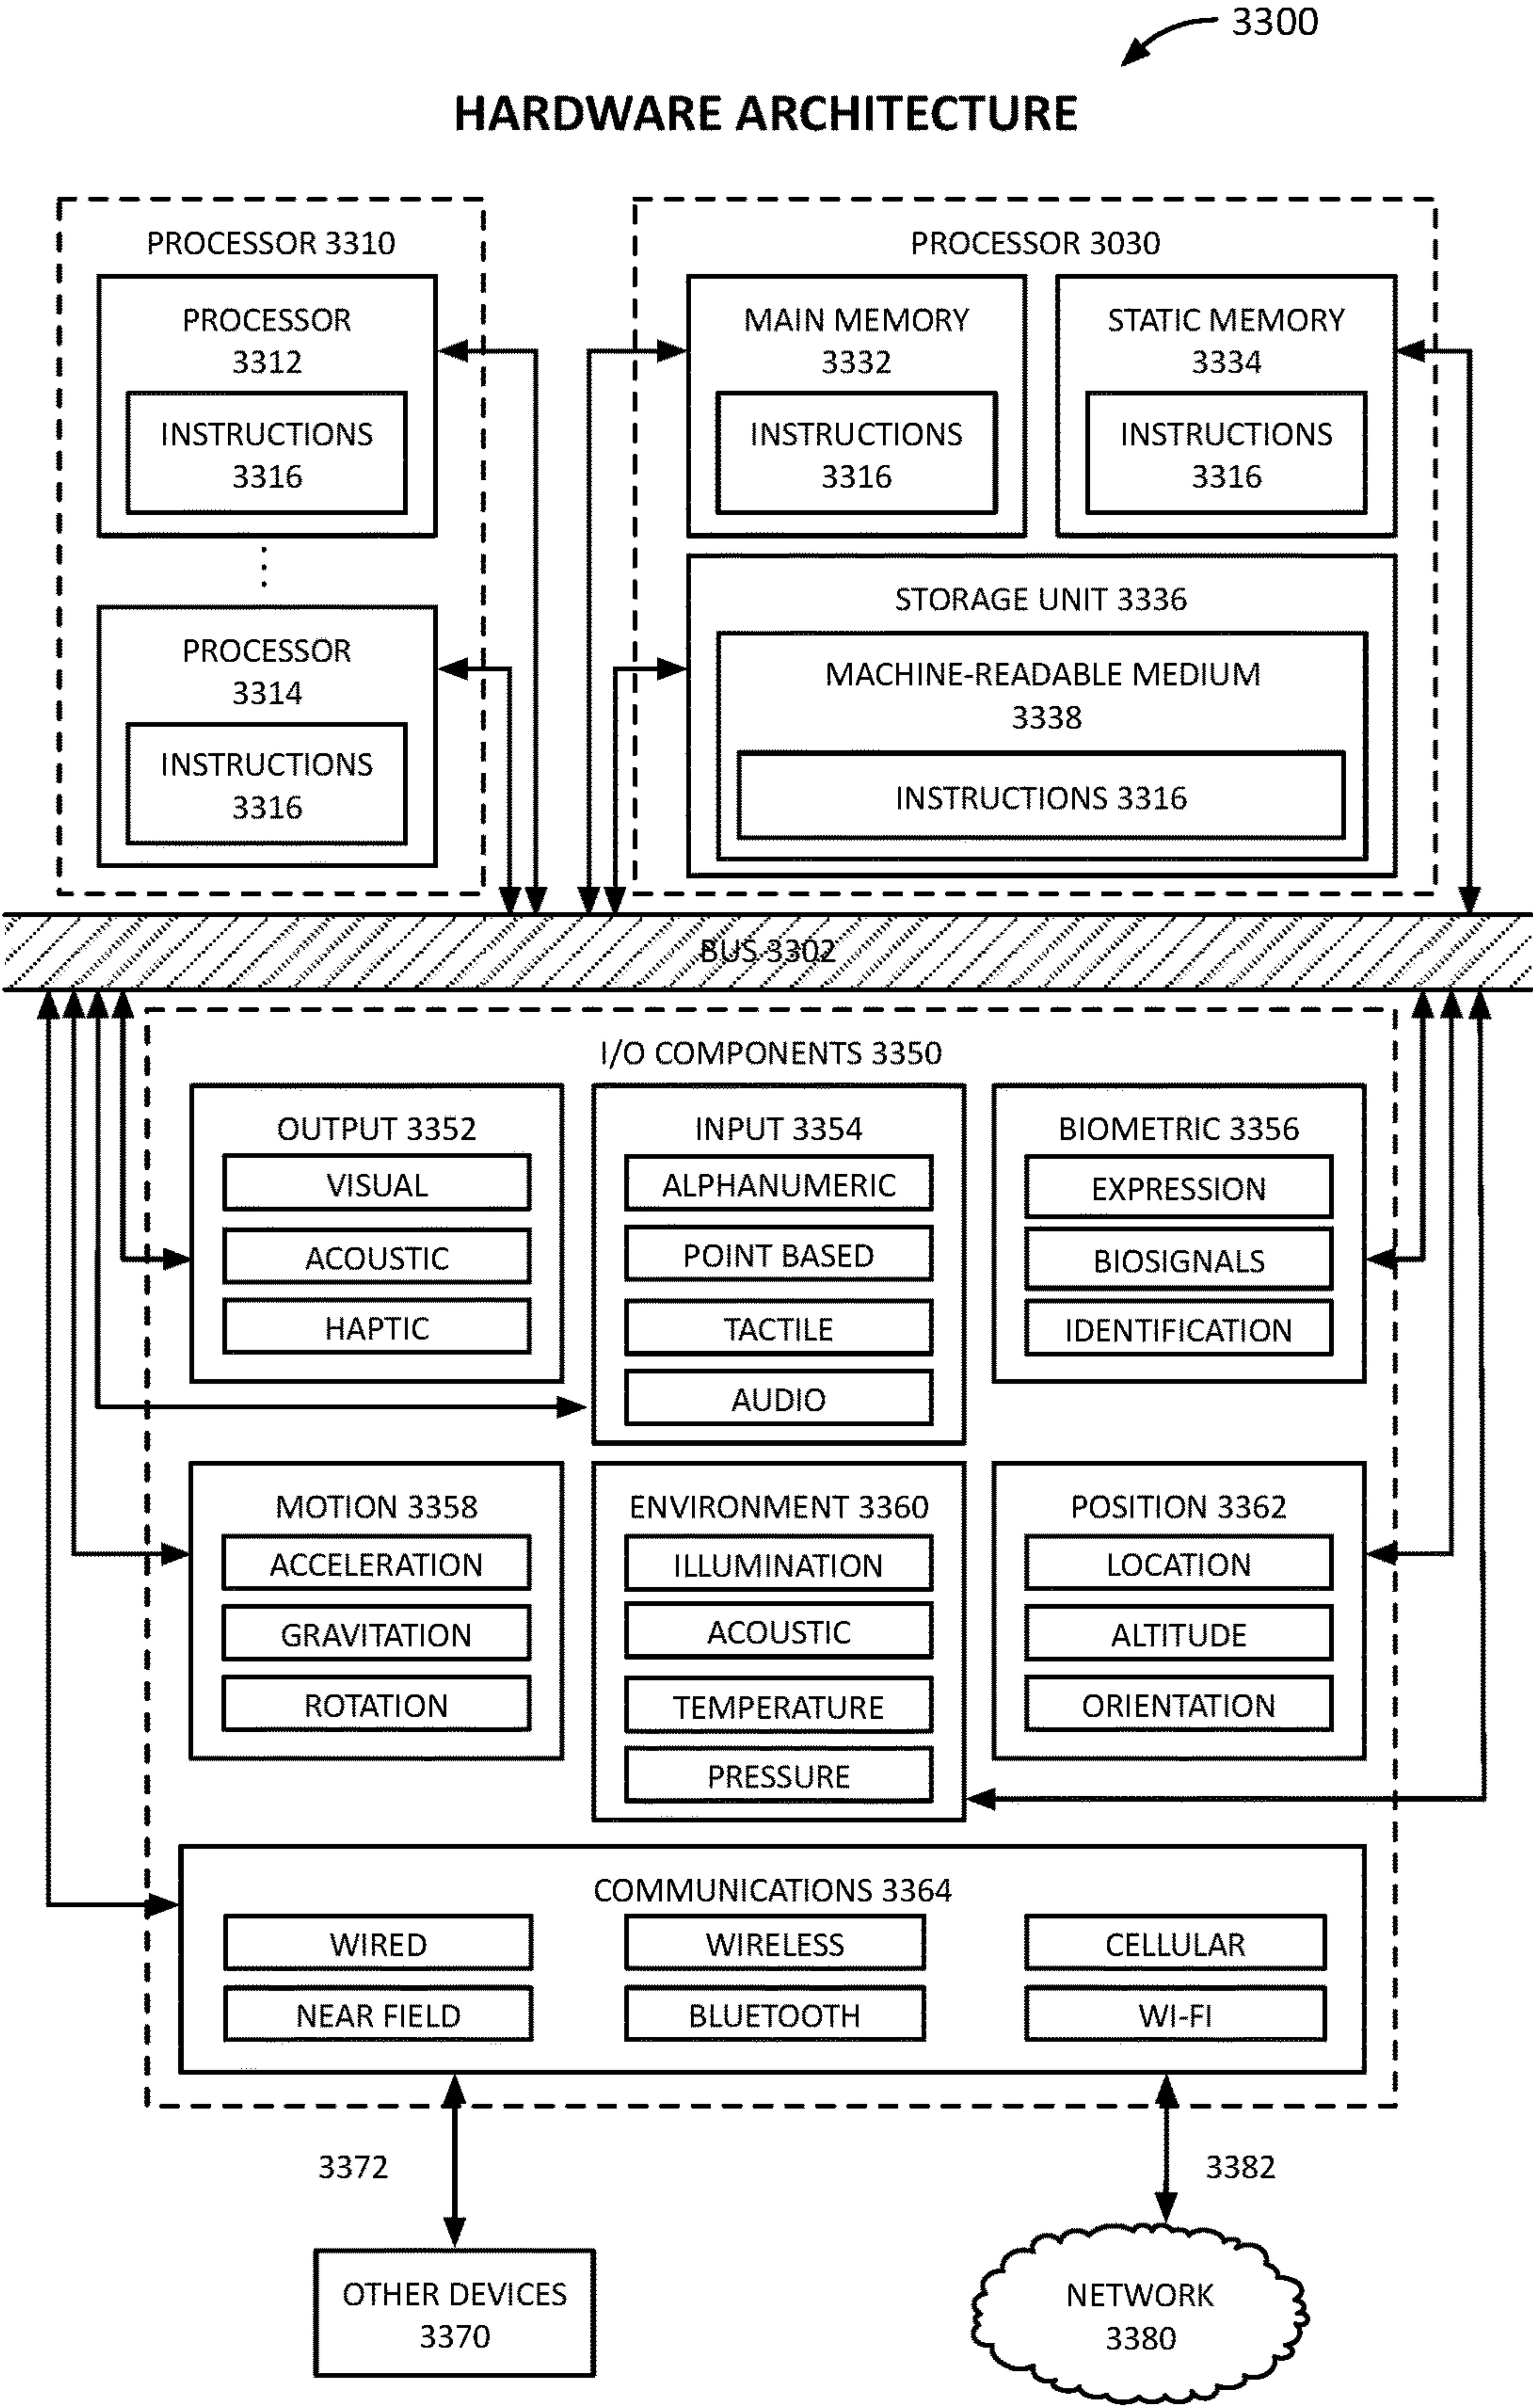 3300
HARDWARE ARCHITECTURE
PROCESSOR 3310
PROCESSOR
3312
INSTRUCTIONS
3316
PROCESSOR
3314
INSTRUCTIONS
3316
PROCESSOR 3030
MAIN MEMORY
3332
INSTRUCTIONS
3316
STATIC MEMORY
3334
INSTRUCTIONS
3316
STORAGE UNIT 3336
MACHINE-READABLE MEDIUM
3338
INSTRUCTIONS 3316
BUS 3302
I/O COMPONENTS 3350
OUTPUT 3352
VISUAL
ACOUSTIC
HAPTIC
INPUT 3354
ALPHANUMERIC
POINT BASED
TACTILE
AUDIO
BIOMETRIC 3356
EXPRESSION
BIOSIGNALS
IDENTIFICATION
MOTION 3358
ACCELERATION
GRAVITATION
ROTATION
ENVIRONMENT 3360
ILLUMINATION
ACOUSTIC
TEMPERATURE
PRESSURE
POSITION 3362
LOCATION
ALTITUDE
ORIENTATION
COMMUNICATIONS 3364
WIRED
WIRELESS
CELLULAR
NEAR FIELD
BLUETOOTH
WI-FI
3372
3382
OTHER DEVICES
3370
NETWORK
3380